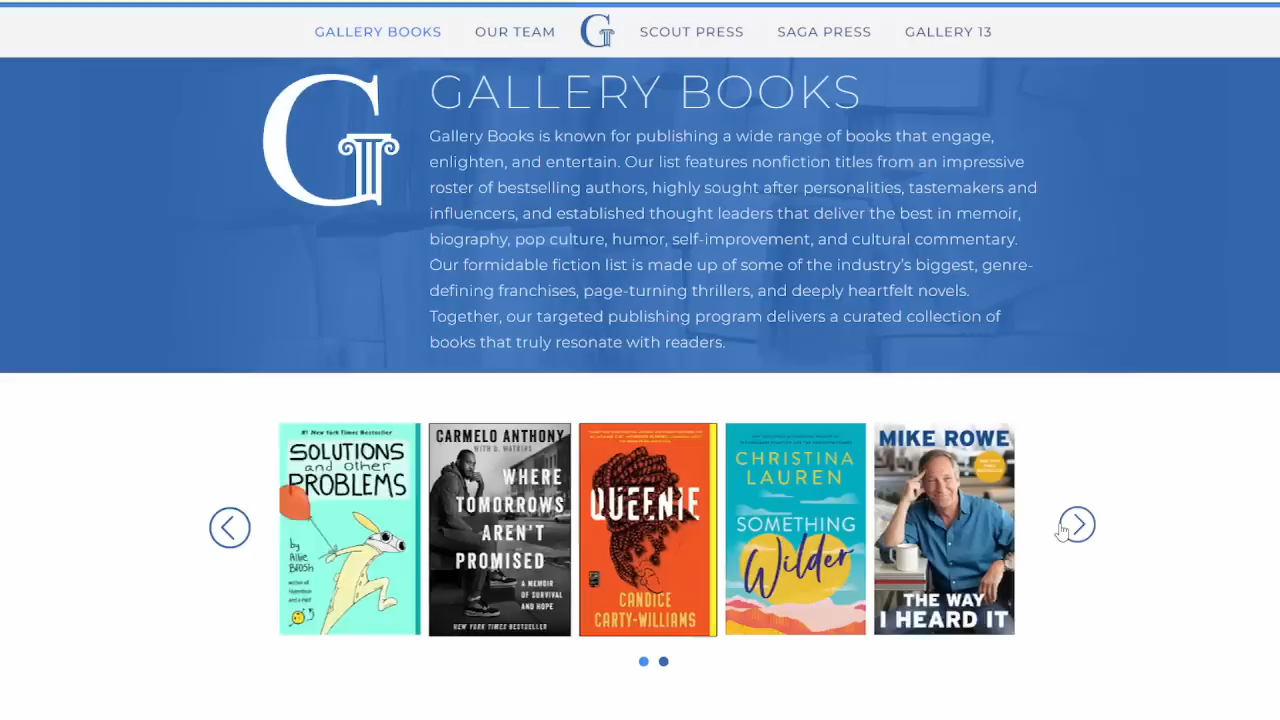 GALLERY BOOKS
OUR TEAM
G
SCOUT PRESS
SAGA PRESS
GALLERY 13
G
GALLERY BOOKS
Gallery Books is known for publishing a wide range of books that engage,
enlighten, and entertain. Our list features nonfiction titles from an impressive
roster of bestselling authors, highly sought after personalities, tastemakers and
influencers, and established thought leaders that deliver the best in memoir,
biography, pop culture, humor, self-improvement, and cultural commentary.
Our formidable fiction list is made up of some of the industry's biggest, genre-
defining franchises, page-turning thrillers, and deeply heartfelt novels.
Together, our targeted publishing program delivers a curated collection of
books that truly resonate with readers.
#1 New York Times Bestseller
SOLUTIONS
and other
PROBLEMS
by
Allie
Brosh
CARMELO ANTHONY
WITH D. WATKINS
WHERE
TOMORROWS
AREN'T
PROMISED
A MEMOIR
OF SURVIVAL
AND HOPE
NEW YORK TIMES BESTSELLER
QUEENIE
CANDICE
CARTY-WILLIAMS
CHRISTINA
LAUREN
SOMETHING
Wilder
MIKE ROWE
THE WAY
I HEARD IT